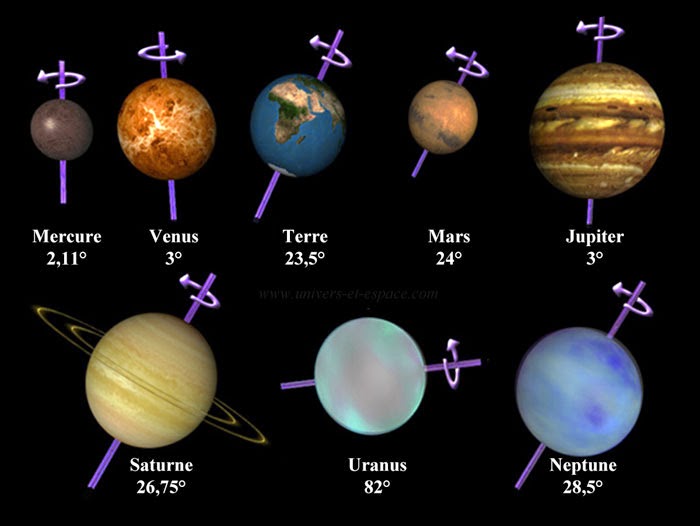 Mercure
2,11°
Venus
3°
Terre
23,5°
Mars
24°
Jupiter
3°
www.univers-et-espace.com
Saturne
26,75°
Uranus
82°
Neptune
28,5°